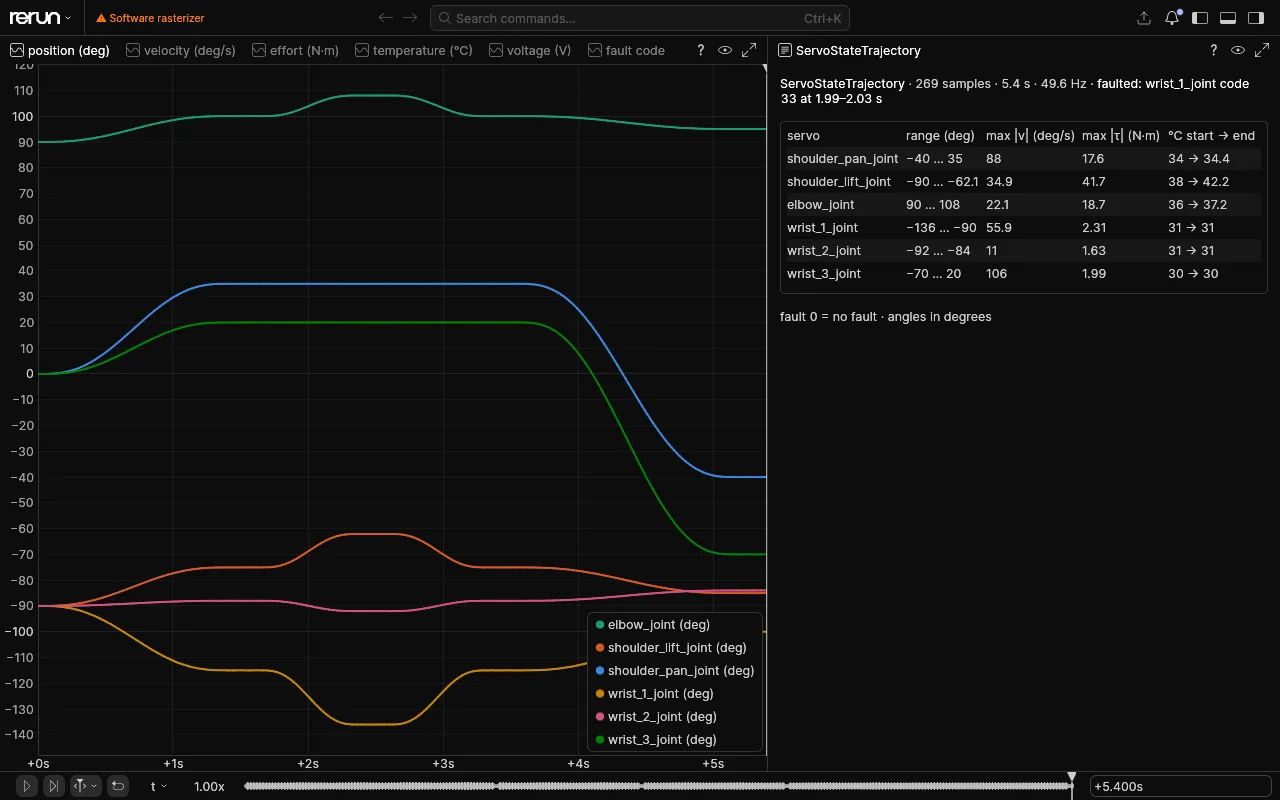 rerun
Software rasterizer
Search commands...
Ctrl+K
position (deg)
velocity (deg/s)
effort (N·m)
temperature (°C)
voltage (V)
fault code
?
120
110
100
90
80
70
60
50
40
30
20
10
0
−10
−20
−30
−40
−50
−60
−70
−80
−90
−100
−110
−120
−130
−140
elbow_joint (deg)
shoulder_lift_joint (deg)
shoulder_pan_joint (deg)
wrist_1_joint (deg)
wrist_2_joint (deg)
wrist_3_joint (deg)
+0s +1s +2s +3s +4s +5s
ServoStateTrajectory
?
ServoStateTrajectory · 269 samples · 5.4 s · 49.6 Hz · faulted: wrist_1_joint code
33 at 1.99–2.03 s
servo range (deg) max |v| (deg/s) max |τ| (N·m) °C start → end
shoulder_pan_joint −40 … 35 88 17.6 34 → 34.4
shoulder_lift_joint −90 … −62.1 34.9 41.7 38 → 42.2
elbow_joint 90 … 108 22.1 18.7 36 → 37.2
wrist_1_joint −136 … −90 55.9 2.31 31 → 31
wrist_2_joint −92 … −84 11 1.63 31 → 31
wrist_3_joint −70 … 20 106 1.99 30 → 30
fault 0 = no fault · angles in degrees
t
1.00x
+5.400s